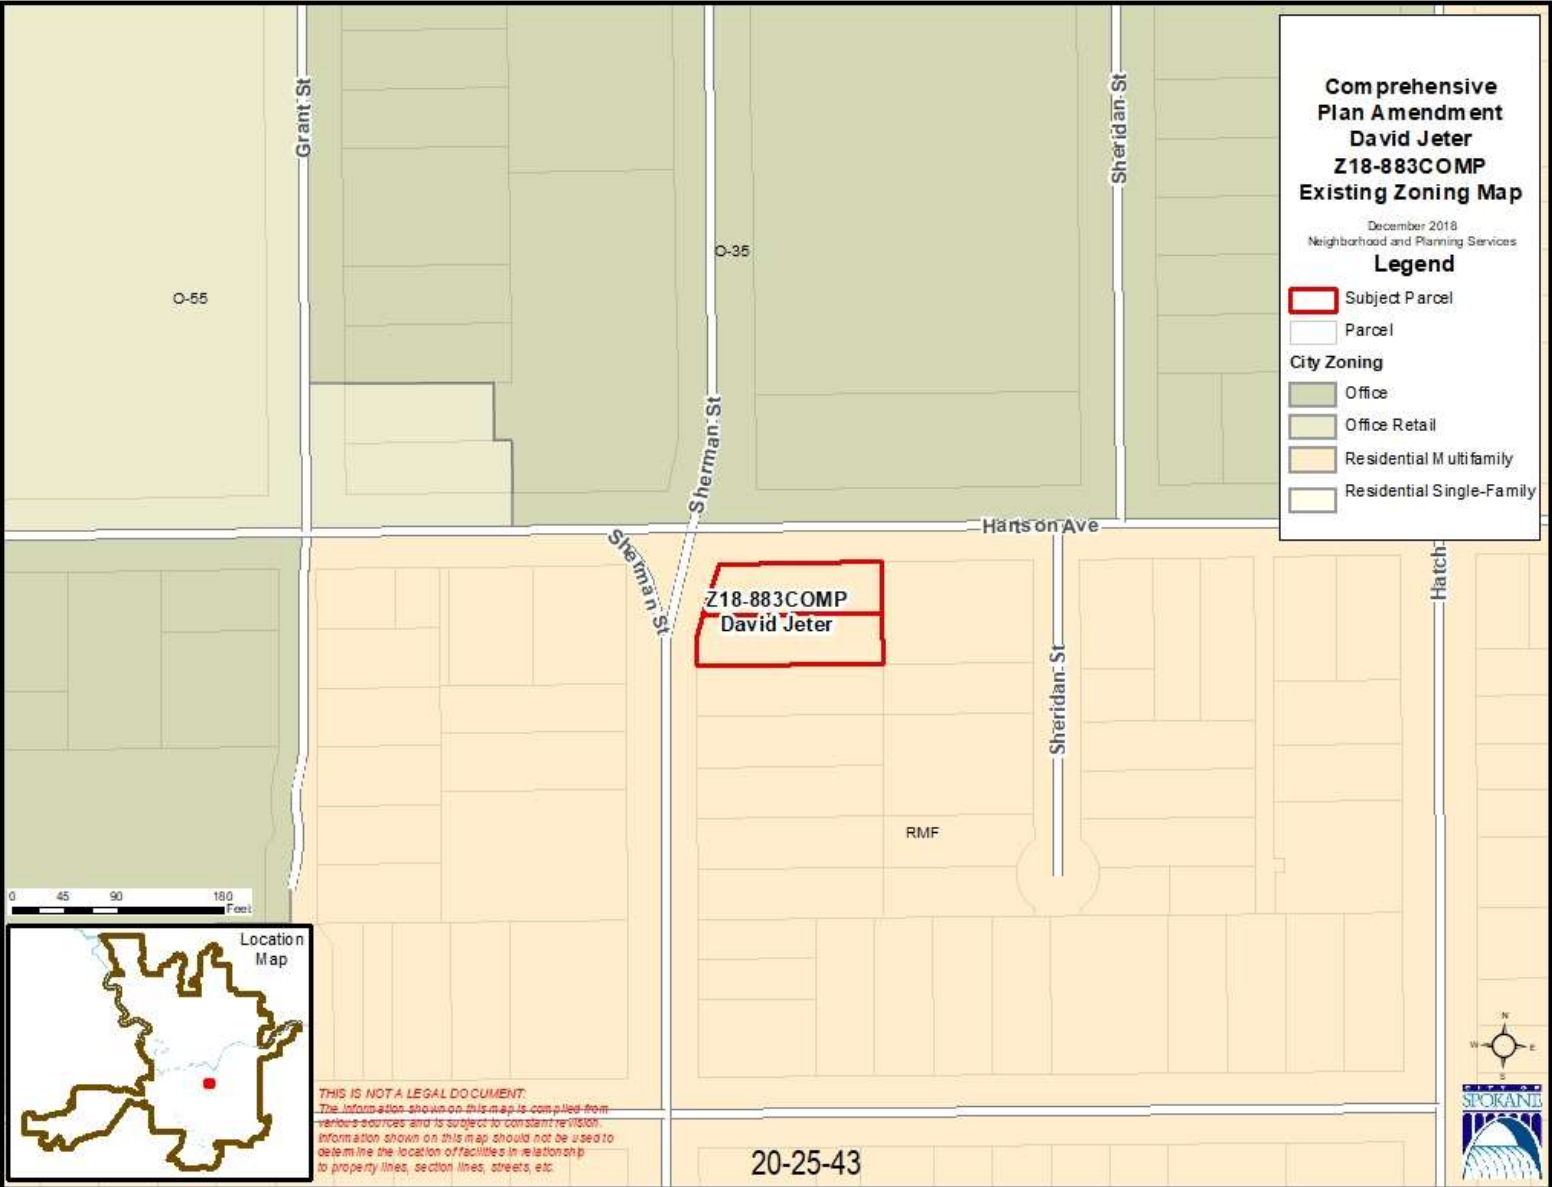 Grant St
Sherman St
Sheridan St
O-55
O-35
Sherman St
Hartson Ave
Sheridan St
Hatch
Z18-883COMP
David Jeter
RMF
Comprehensive
Plan Amendment
David Jeter
Z18-883COMP
Existing Zoning Map
December 2018
Neighborhood and Planning Services
Legend
Subject Parcel
Parcel
City Zoning
Office
Office Retail
Residential Multifamily
Residential Single-Family
0 45 90 180
Feet
Location
Map
THIS IS NOT A LEGAL DOCUMENT:
The information shown on this map is compiled from
various sources and is subject to constant revision.
Information shown on this map should not be used to
determine the location of facilities in relationship
to property lines, section lines, streets, etc.
20-25-43
N
W E
S
CITY OF
SPOKANE